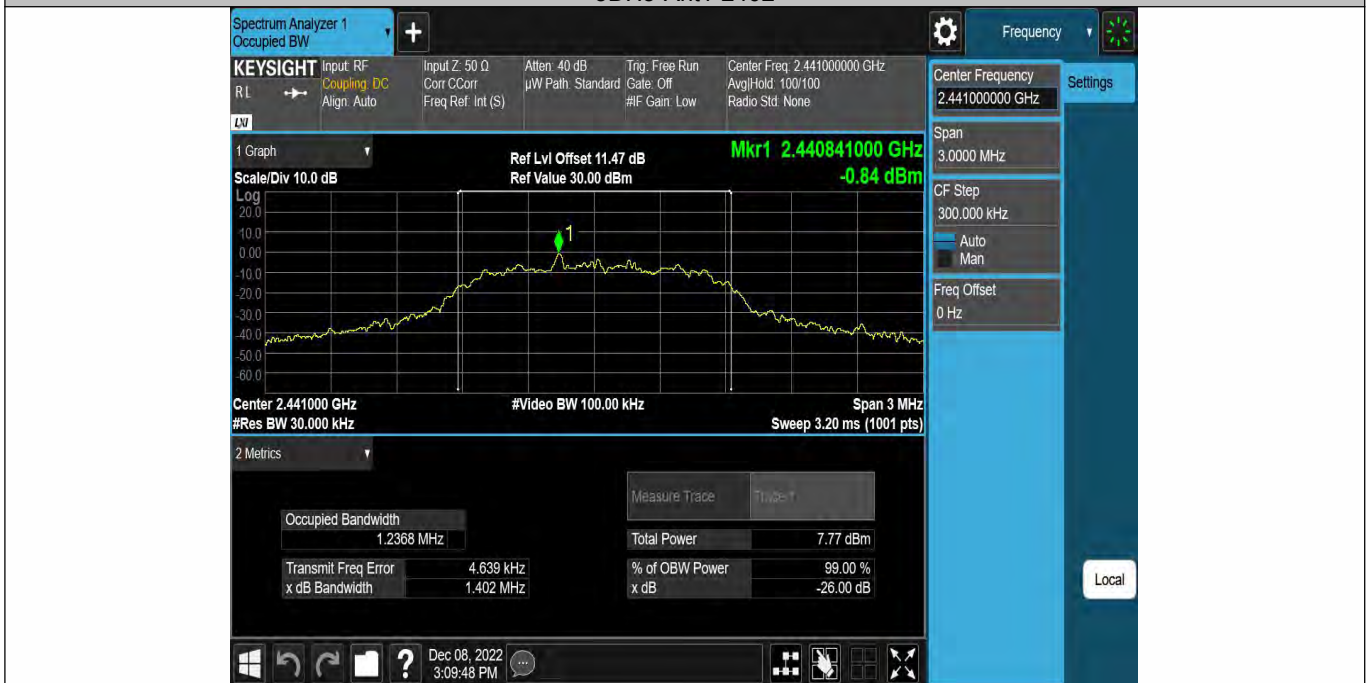 Spectrum Analyzer 1
Occupied BW
+
Frequency
KEYSIGHT
RL
LXI
Input: RF
Coupling: DC
Align: Auto
Input Z: 50 Ω
Corr CCorr
Freq Ref: Int (S)
Atten: 40 dB
µW Path: Standard
Trig: Free Run
Gate: Off
#IF Gain: Low
Center Freq: 2.441000000 GHz
Avg|Hold: 100/100
Radio Std: None
Center Frequency
2.441000000 GHz
Settings
Span
3.0000 MHz
CF Step
300.000 kHz
Auto
Man
Freq Offset
0 Hz
1 Graph
Scale/Div 10.0 dB
Ref Lvl Offset 11.47 dB
Ref Value 30.00 dBm
Mkr1 2.440841000 GHz
-0.84 dBm
Log
20.0
10.0
0.00
-10.0
-20.0
-30.0
-40.0
-50.0
-60.0
1
Center 2.441000 GHz
#Video BW 100.00 kHz
Span 3 MHz
#Res BW 30.000 kHz
Sweep 3.20 ms (1001 pts)
2 Metrics
Measure Trace
Trace 1
Occupied Bandwidth
1.2368 MHz
Total Power 7.77 dBm
Transmit Freq Error 4.639 kHz
% of OBW Power 99.00 %
x dB Bandwidth 1.402 MHz
x dB -26.00 dB
Local
?
Dec 08, 2022
3:09:48 PM